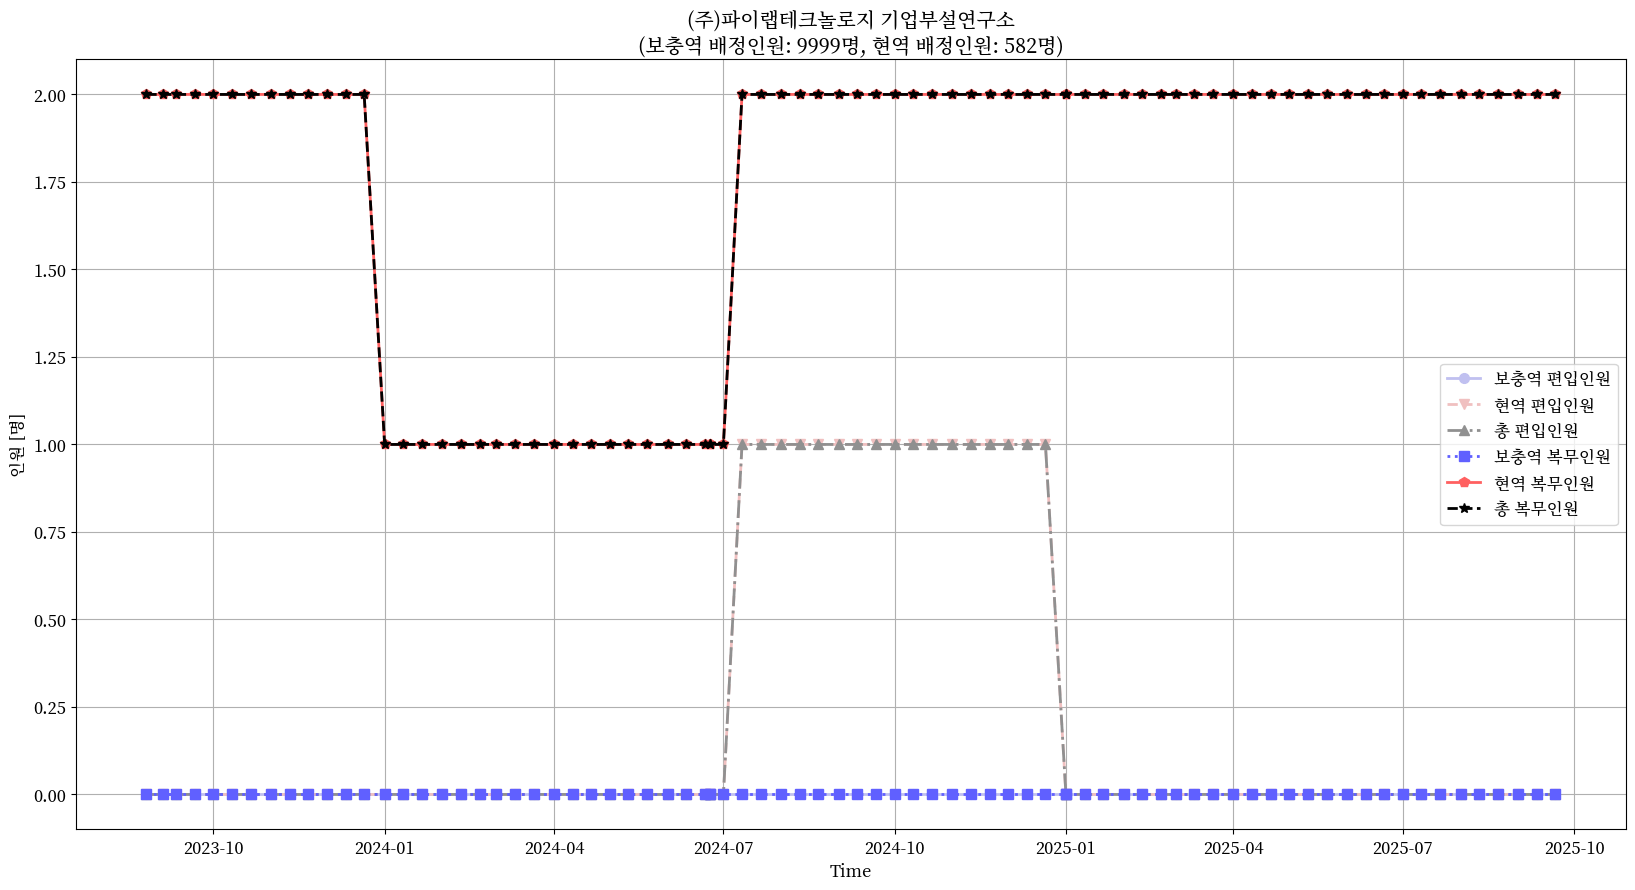 (주)파이랩테크놀로지 기업부설연구소
(보충역 배정인원: 9999명, 현역 배정인원: 582명)
2.00
1.75
1.50
1.25
1.00
0.75
0.50
0.25
0.00
인원 [명]
보충역 편입인원
현역 편입인원
총 편입인원
보충역 복무인원
현역 복무인원
총 복무인원
2023-10 2024-01 2024-04 2024-07 2024-10 2025-01 2025-04 2025-07 2025-10
Time